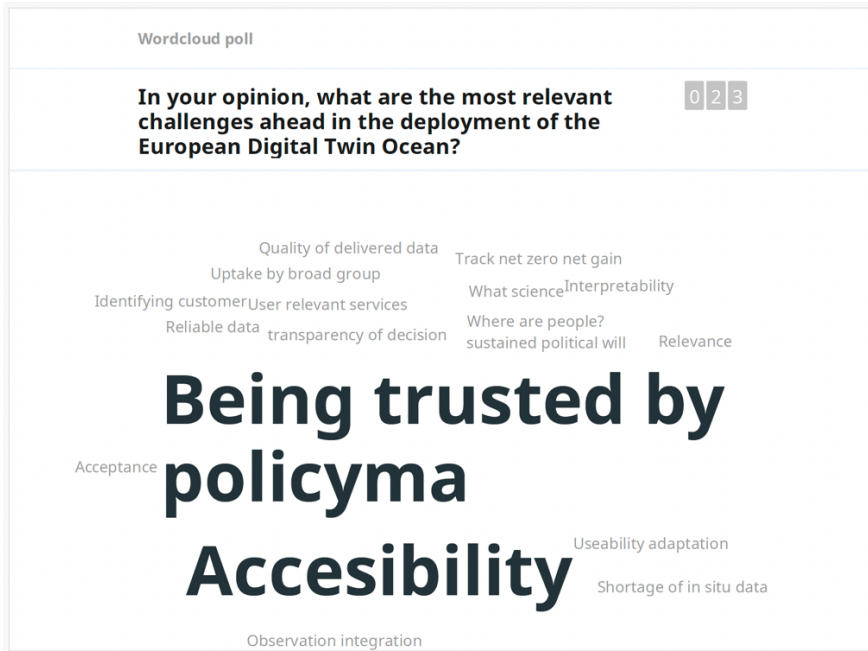 Wordcloud poll
In your opinion, what are the most relevant
challenges ahead in the deployment of the
European Digital Twin Ocean?
0 2 3
Quality of delivered data
Track net zero net gain
Uptake by broad group
What science
Interpretability
Identifying customer
User relevant services
Reliable data
transparency of decision
Where are people?
sustained political will
Relevance
Being trusted by
policyma
Acceptance
Accesibility
Useability adaptation
Shortage of in situ data
Observation integration